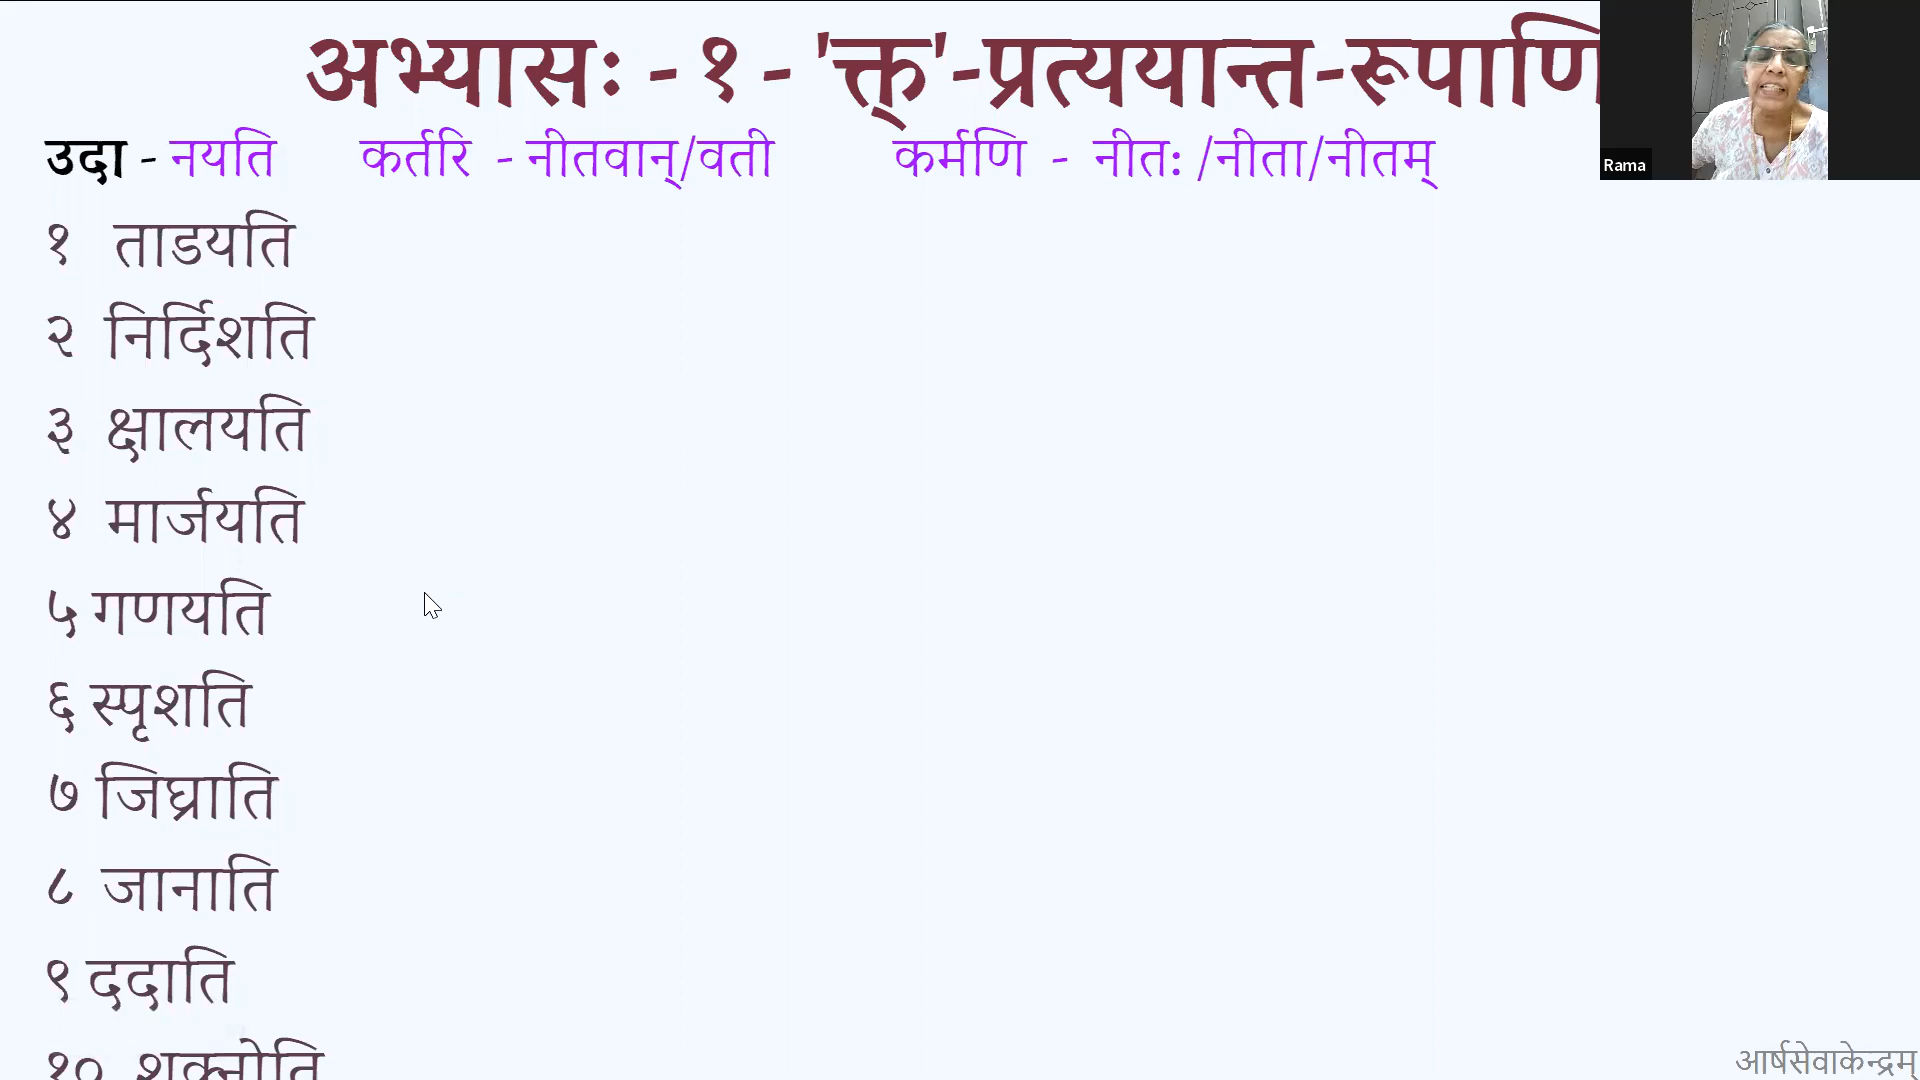 अभ्यासः - १ - 'क्त्'-प्रत्ययान्त-रूपाणि
Rama
उदा - नयति कर्तरि - नीतवान्/वती कर्मणि - नीतः /नीता/नीतम्
१ ताडयति
२ निर्दिशति
३ क्षालयति
४ मार्जयति
५ गणयति
६ स्पृशति
७ जिघ्राति
८ जानाति
९ ददाति
१० शक्नोति
आर्षसेवाकेन्द्रम्